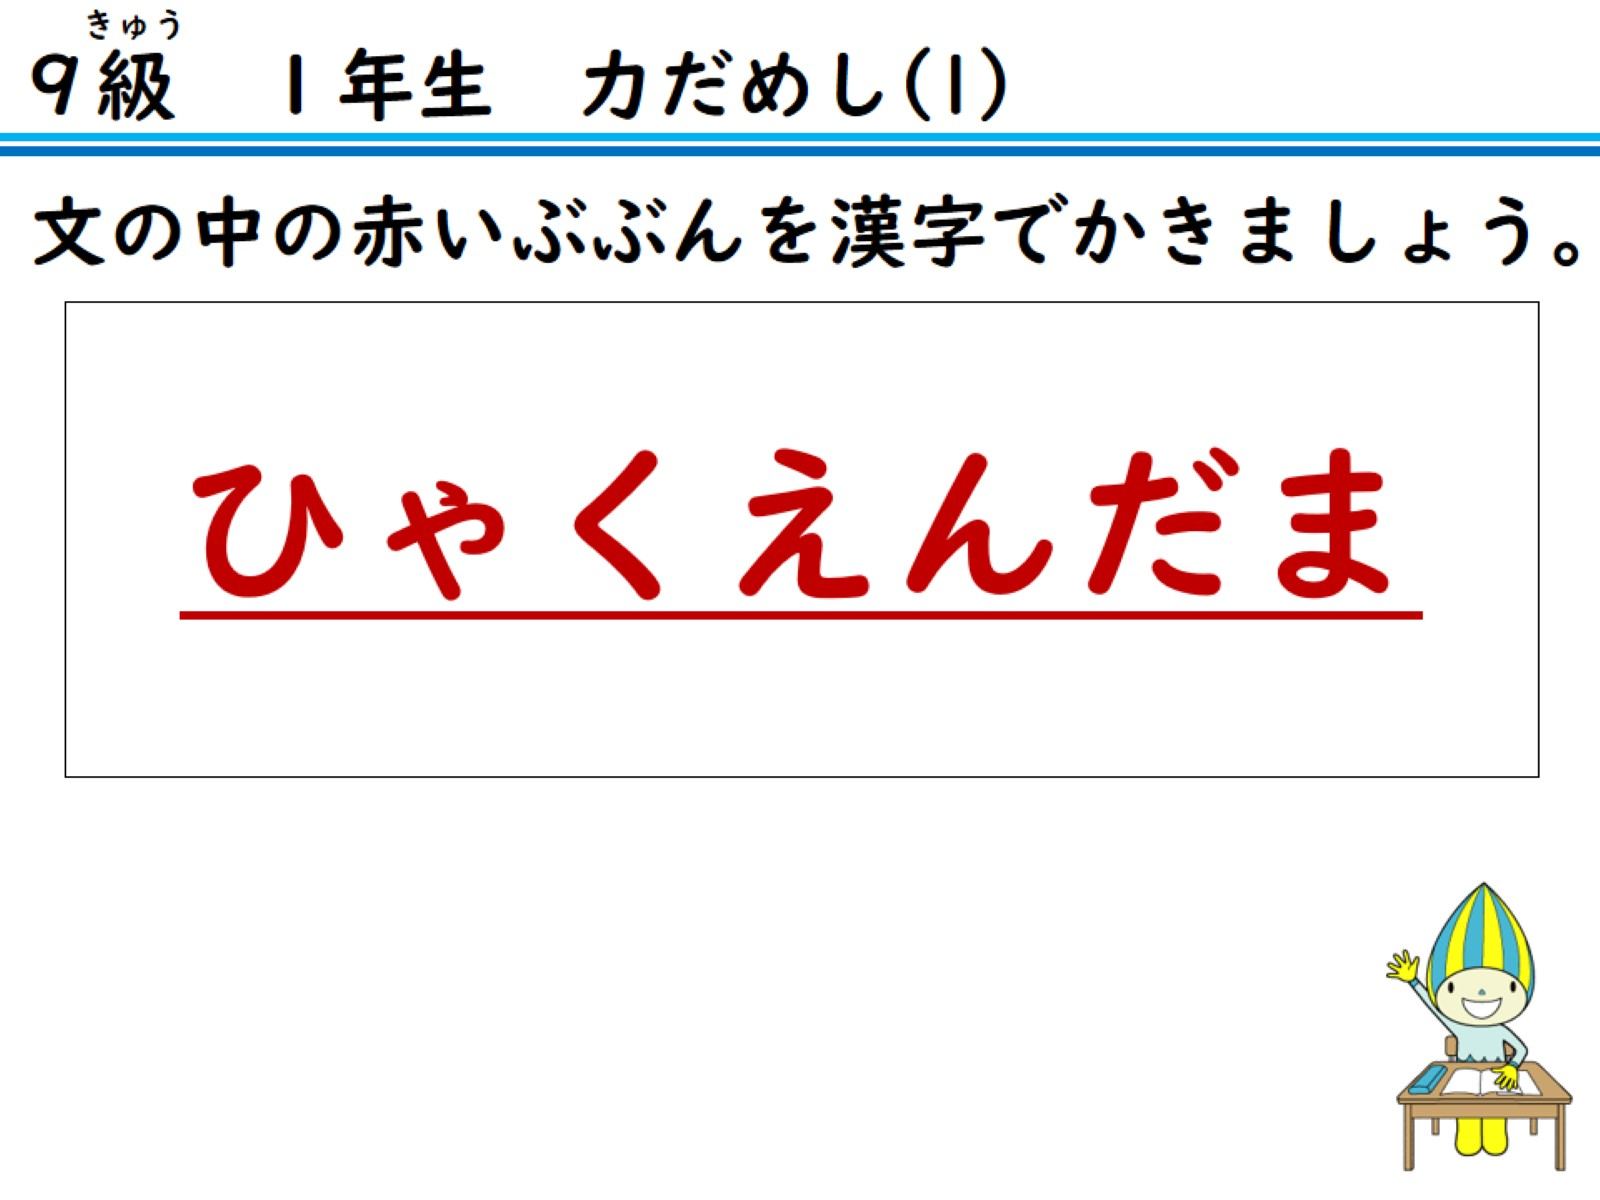 きゅう
9級　1年生　力だめし(1)
文の中の赤いぶぶんを漢字でかきましょう。
ひゃくえんだま